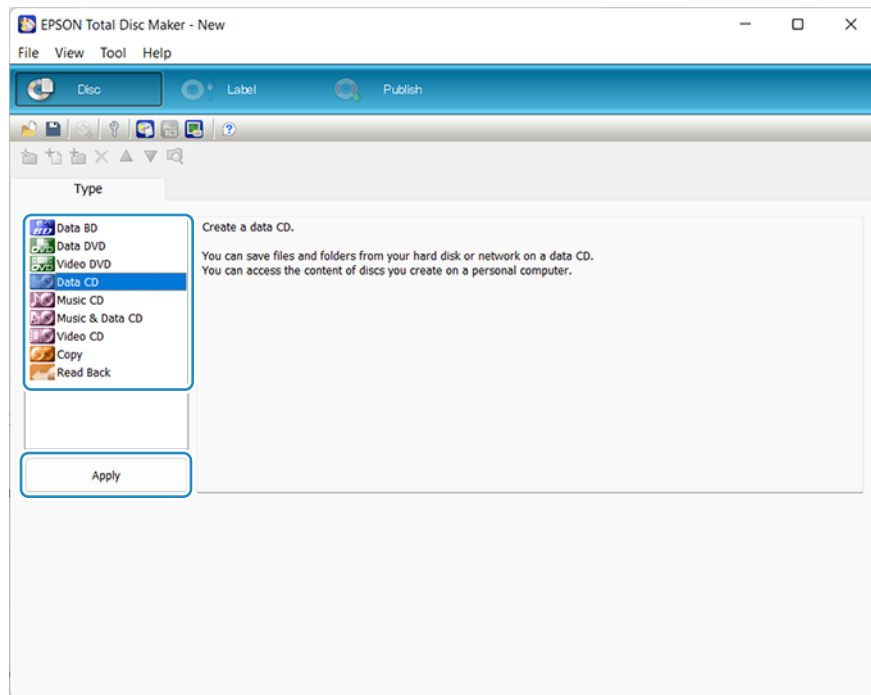 EPSON Total Disc Maker - New
File View Tool Help
Disc Label Publish
Type
Data BD
Data DVD
Video DVD
Data CD
Music CD
Music & Data CD
Video CD
Copy
Read Back
Apply
Create a data CD.
You can save files and folders from your hard disk or network on a data CD.
You can access the content of discs you create on a personal computer.